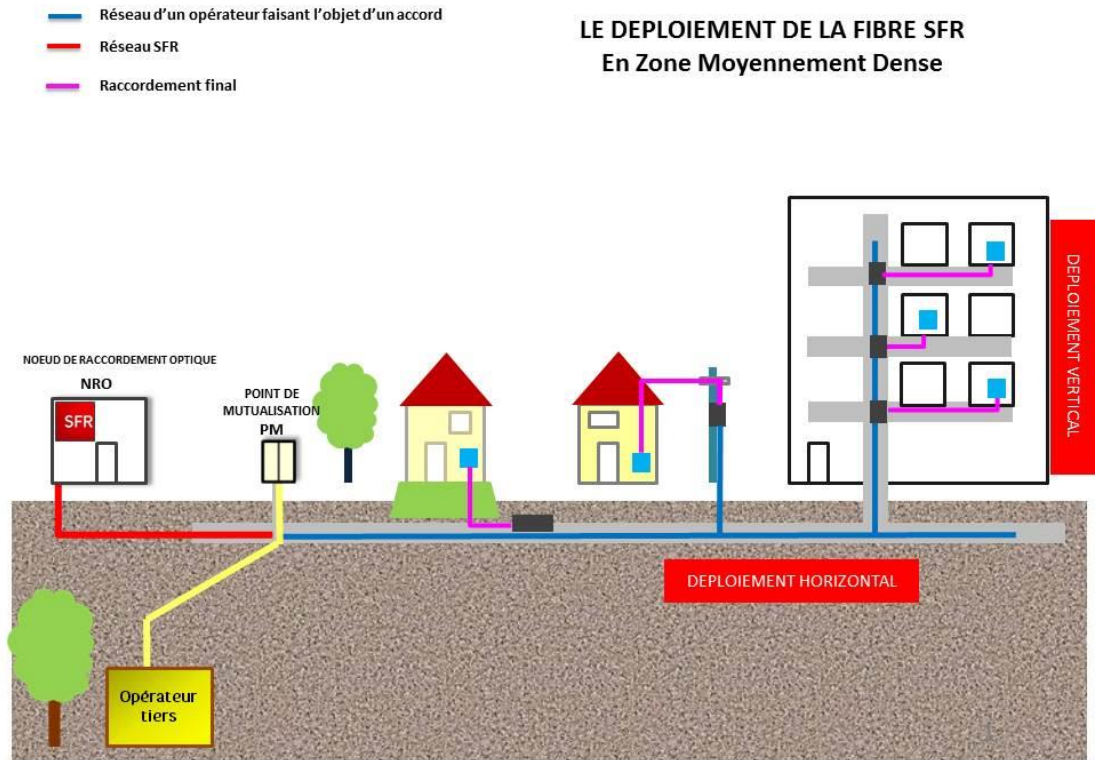 Réseau d'un opérateur faisant l'objet d'un accord
Réseau SFR
Raccordement final
LE DEPLOIEMENT DE LA FIBRE SFR
En Zone Moyennement Dense
NOEUD DE RACCORDEMENT OPTIQUE
NRO
SFR
POINT DE
MUTUALISATION
PM
DEPLOIEMENT VERTICAL
DEPLOIEMENT HORIZONTAL
Opérateur
tiers